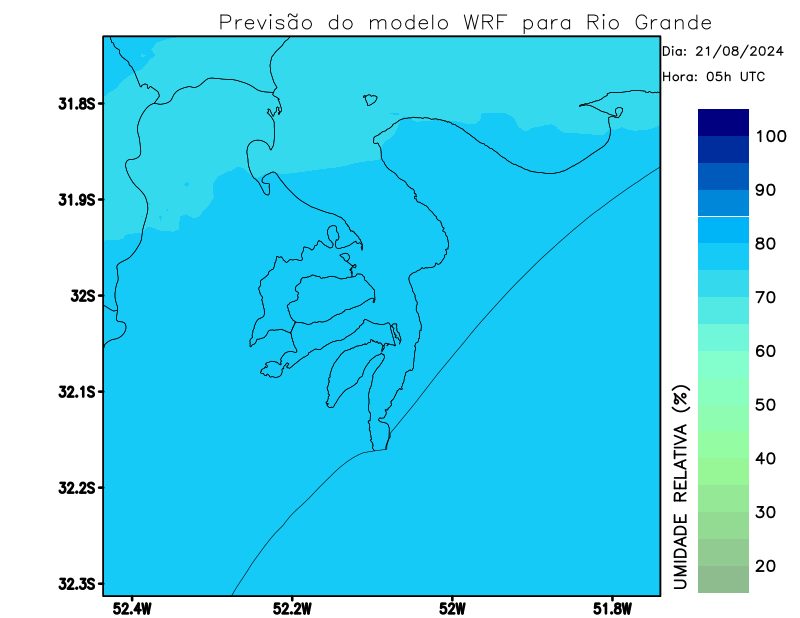 Previsão do modelo WRF para Rio Grande
Dia: 21/08/2024
Hora: 05h UTC
31.8S
31.9S
32S
32.1S
32.2S
32.3S
52.4W
52.2W
52W
51.8W
UMIDADE RELATIVA (%)
100
90
80
70
60
50
40
30
20